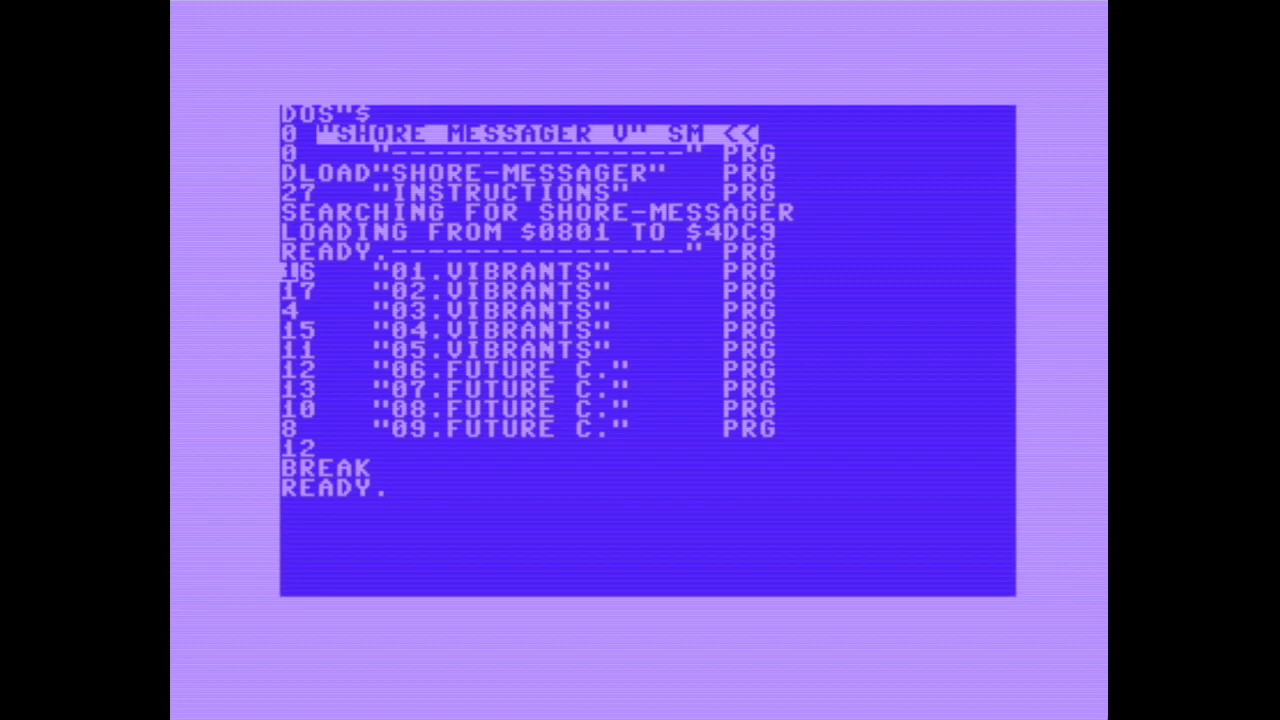 DOS"$
0 "SHORE MESSAGER V" SM <<
0    "----------------" PRG
DLOAD"SHORE-MESSAGER"   PRG
27   "INSTRUCTIONS"     PRG
SEARCHING FOR SHORE-MESSAGER
LOADING FROM $0801 TO $4DC9
READY.----------------" PRG
16   "01.VIBRANTS"      PRG
17   "02.VIBRANTS"      PRG
4    "03.VIBRANTS"      PRG
15   "04.VIBRANTS"      PRG
11   "05.VIBRANTS"      PRG
12   "06.FUTURE C."     PRG
13   "07.FUTURE C."     PRG
10   "08.FUTURE C."     PRG
8    "09.FUTURE C."     PRG
12
BREAK
READY.